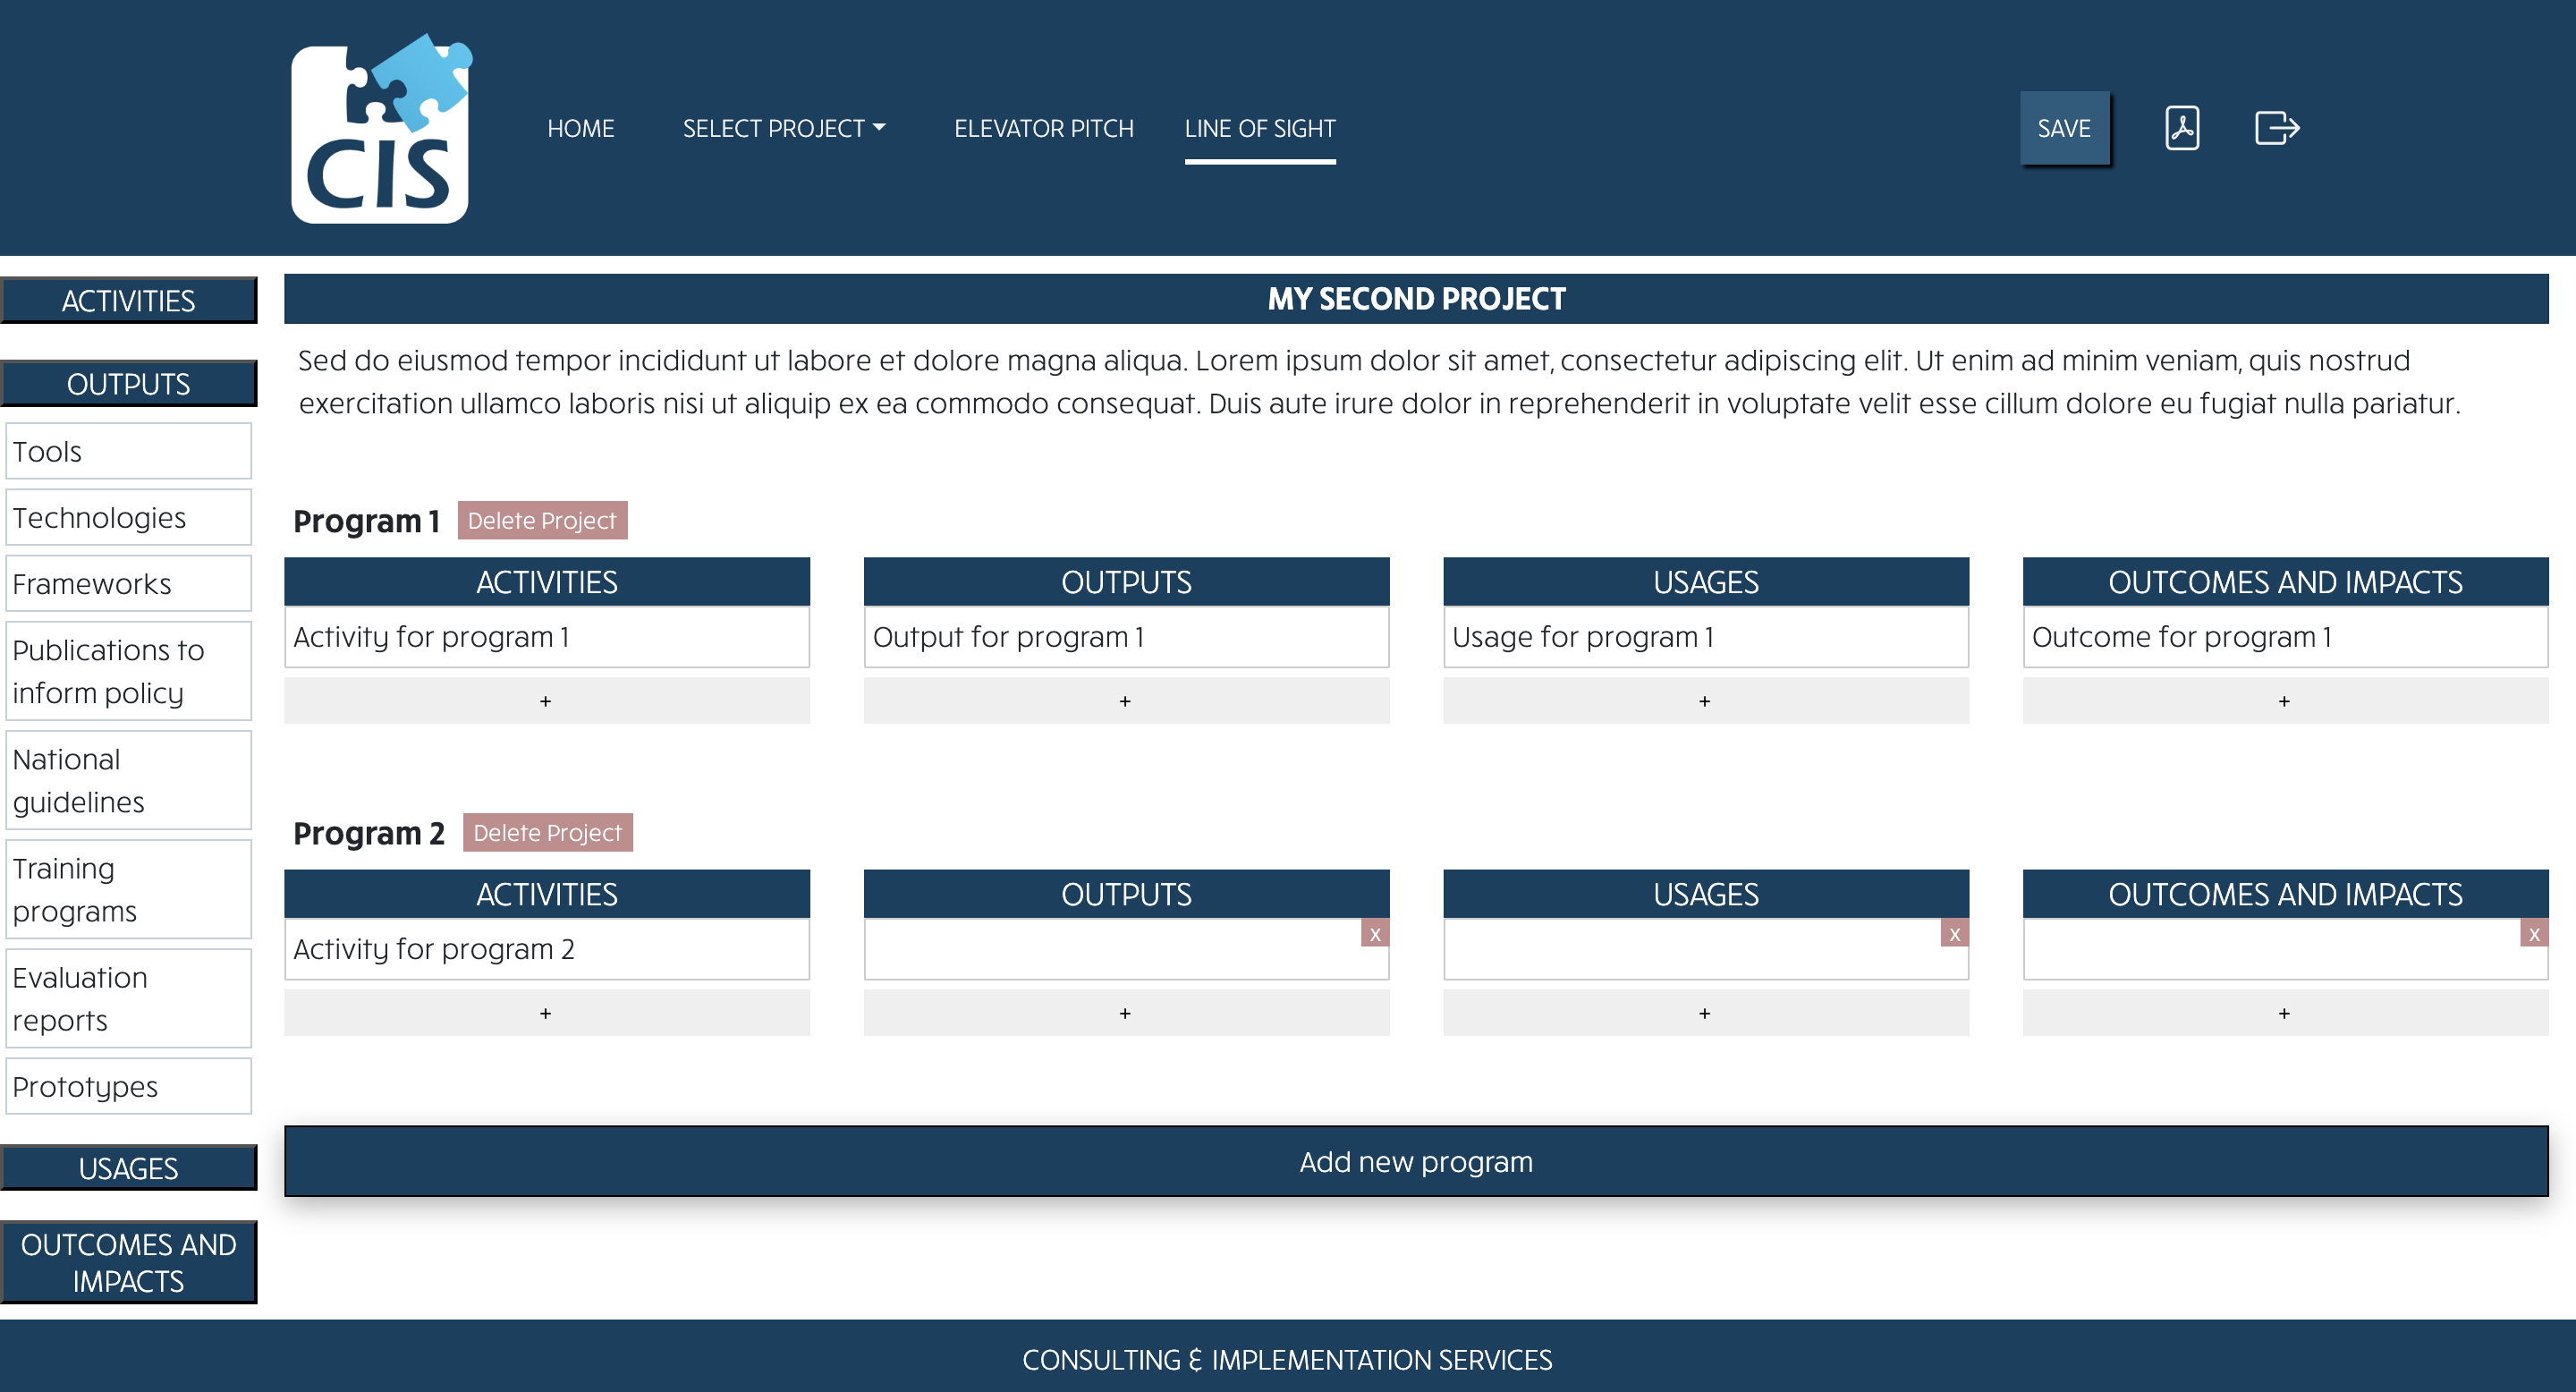 CIS
HOME
SELECT PROJECT
ELEVATOR PITCH
LINE OF SIGHT
SAVE
ACTIVITIES
OUTPUTS
Tools
Technologies
Frameworks
Publications to
inform policy
National
guidelines
Training
programs
Evaluation
reports
Prototypes
USAGES
OUTCOMES AND
IMPACTS
MY SECOND PROJECT
Sed do eiusmod tempor incididunt ut labore et dolore magna aliqua. Lorem ipsum dolor sit amet, consectetur adipiscing elit. Ut enim ad minim veniam, quis nostrud
exercitation ullamco laboris nisi ut aliquip ex ea commodo consequat. Duis aute irure dolor in reprehenderit in voluptate velit esse cillum dolore eu fugiat nulla pariatur.
Program 1
Delete Project
ACTIVITIES
OUTPUTS
USAGES
OUTCOMES AND IMPACTS
Activity for program 1
Output for program 1
Usage for program 1
Outcome for program 1
+
+
+
+
Program 2
Delete Project
ACTIVITIES
OUTPUTS
USAGES
OUTCOMES AND IMPACTS
Activity for program 2
x
x
x
+
+
+
+
Add new program
CONSULTING & IMPLEMENTATION SERVICES